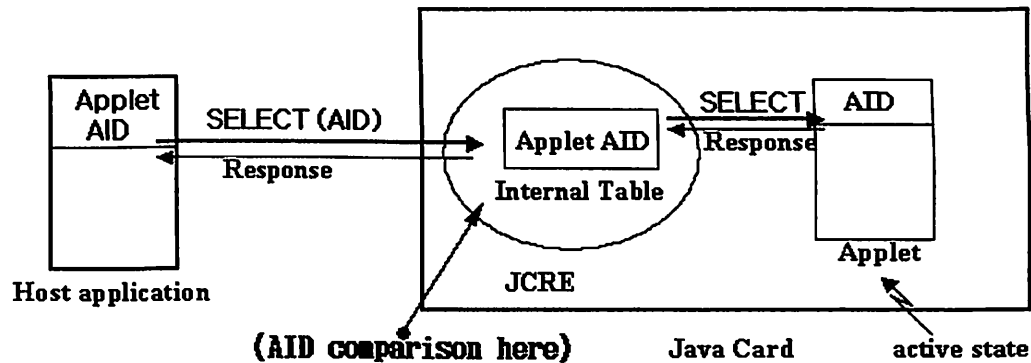 Applet
AID
SELECT (AID)
Response
Host application
Applet AID
Internal Table
JCRE
SELECT
Response
AID
Applet
(AID comparison here)
Java Card
active state